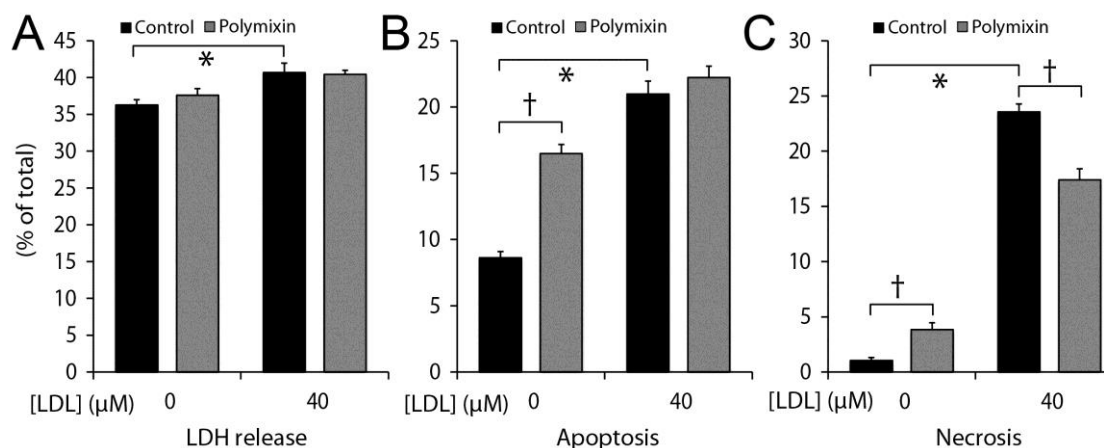 A
Control Polymixin
45
40
35
30
25
20
15
10
5
0
(% of total)
*
[LDL] (µM) 0 40
LDH release
B
Control Polymixin
25
20
15
10
5
0
*
†
[LDL] (µM) 0 40
Apoptosis
C
Control Polymixin
30
25
20
15
10
5
0
*
†
†
[LDL] (µM) 0 40
Necrosis